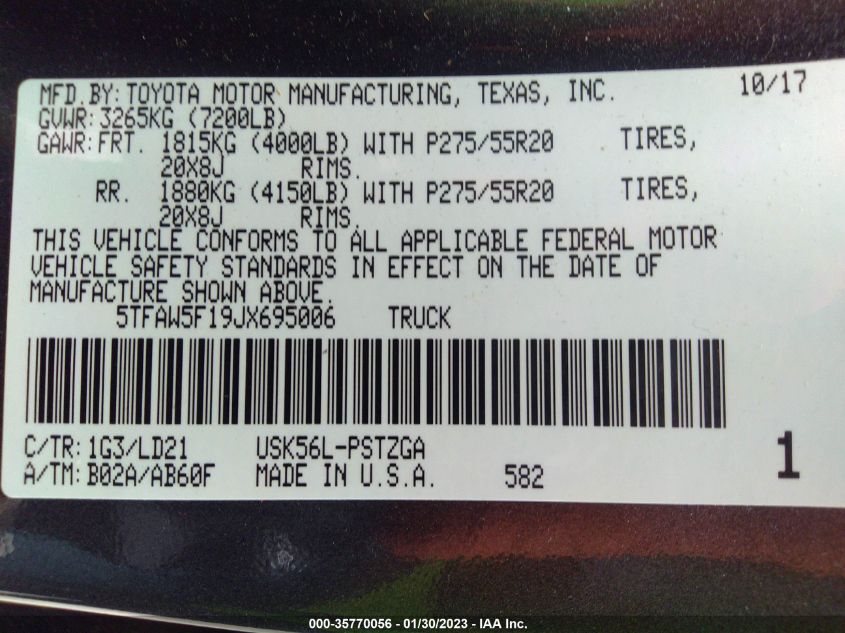 MFD.BY:TOYOTA MOTOR MANUFACTURING, TEXAS, INC. 10/17
GVWR:3265KG (7200LB)
GAWR:FRT. 1815KG (4000LB) WITH P275/55R20 TIRES,
20X8J RIMS.
RR. 1880KG (4150LB) WITH P275/55R20 TIRES,
20X8J RIMS.
THIS VEHICLE CONFORMS TO ALL APPLICABLE FEDERAL MOTOR
VEHICLE SAFETY STANDARDS IN EFFECT ON THE DATE OF
MANUFACTURE SHOWN ABOVE.
5TFAW5F19JX695006 TRUCK
C/TR:1G3/LD21 USK56L-PSTZGA
A/TM:B02A/AB60F MADE IN U.S.A. 582 1
000-35770056 - 01/30/2023 - IAA Inc.